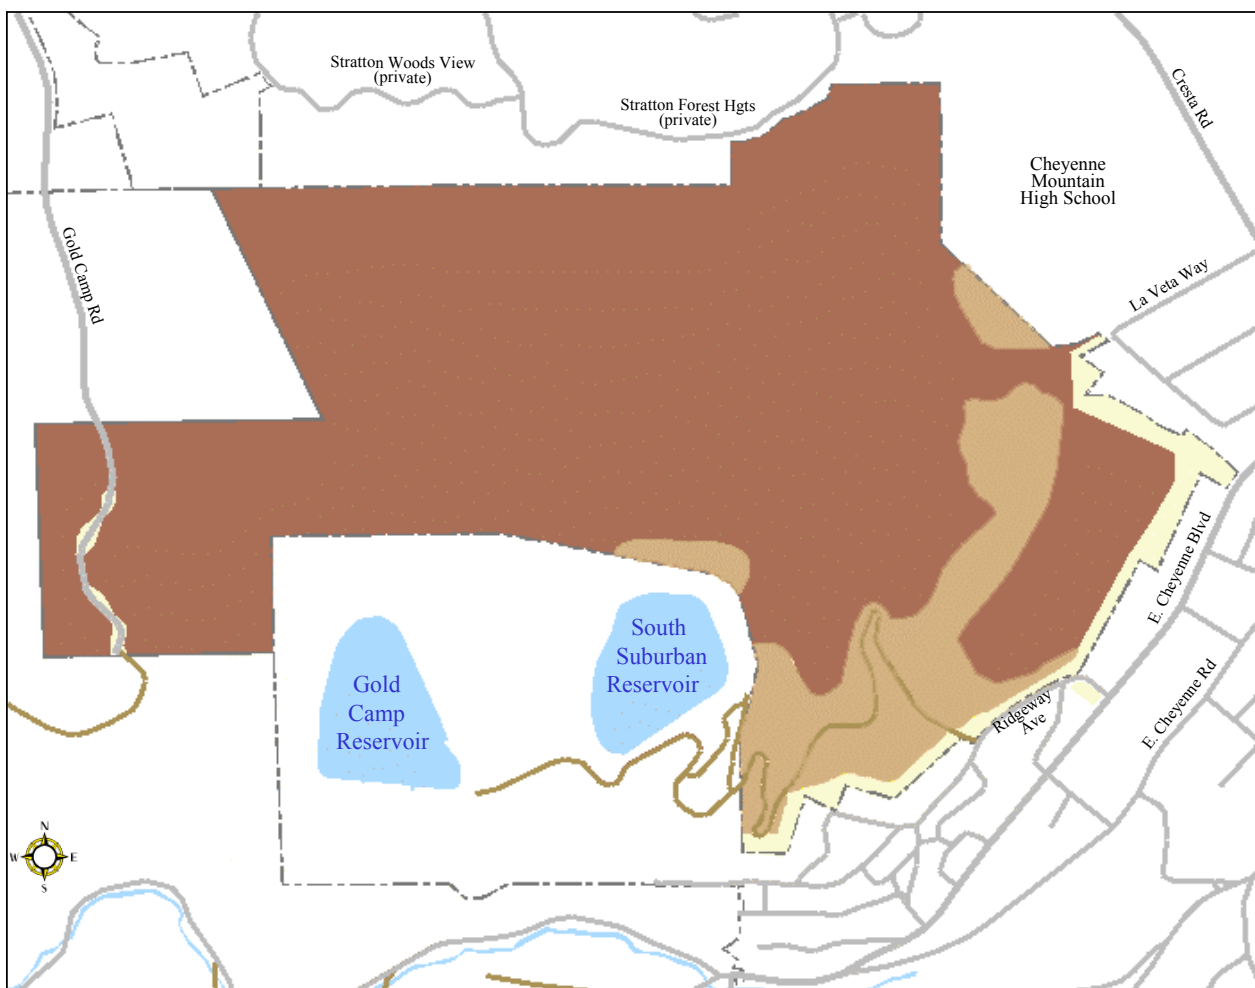 Stratton Woods View
(private)
Stratton Forest Hgts
(private)
Cresta Rd
Cheyenne
Mountain
High School
Gold Camp Rd
La Veta Way
E. Cheyenne Blvd
South
Suburban
Reservoir
Gold
Camp
Reservoir
Ridgeway
Ave
E. Cheyenne Rd
N
W E
S